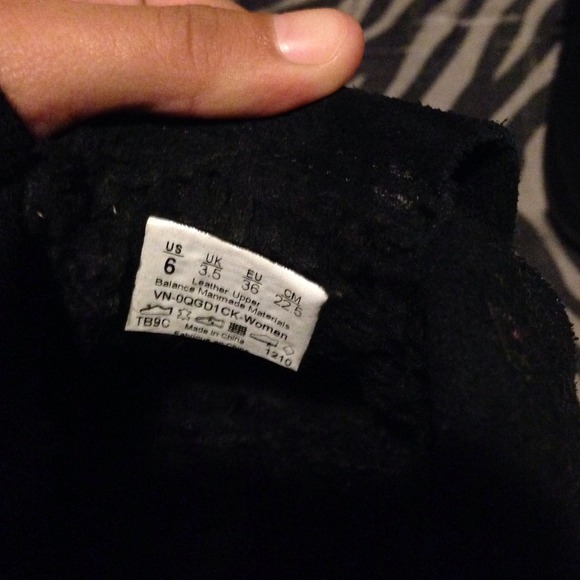 US UK EU CM
6 3.5 36 22.5
Leather Upper
Balance Manmade Materials
VN-0QGD1CK-Women
TB9C 1210
Made in China